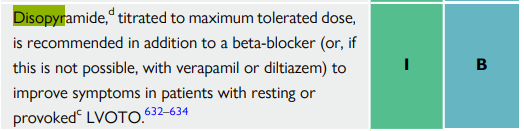 Disopyramide,d titrated to maximum tolerated dose,
is recommended in addition to a beta-blocker (or, if
this is not possible, with verapamil or diltiazem) to
improve symptoms in patients with resting or
provokedc LVOTO.632–634
I
B